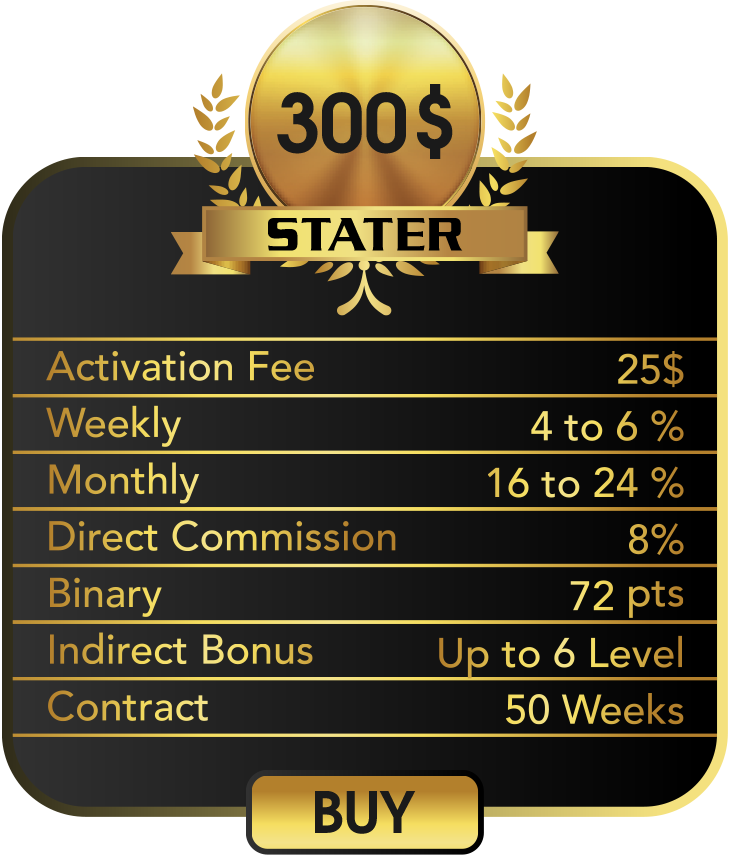 300$
STATER
Activation Fee 25$
Weekly 4 to 6 %
Monthly 16 to 24 %
Direct Commission 8%
Binary 72 pts
Indirect Bonus Up to 6 Level
Contract 50 Weeks
BUY